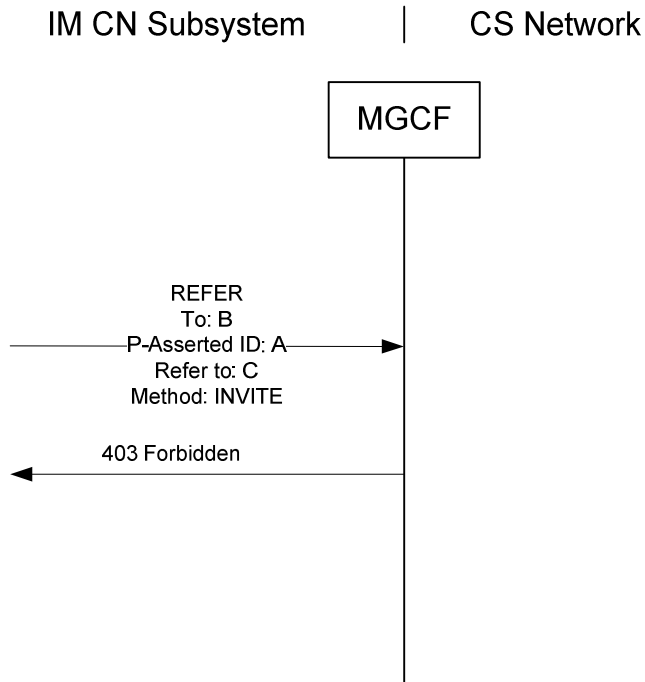 IM CN Subsystem | CS Network
MGCF
REFER
To: B
P-Asserted ID: A
Refer to: C
Method: INVITE
403 Forbidden